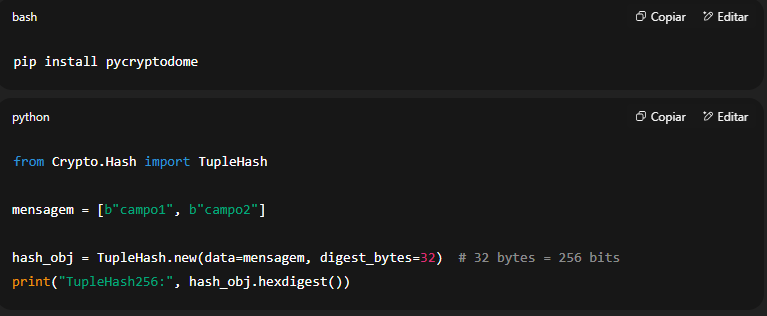 bash
Copiar
Editar
pip install pycryptodome
python
Copiar
Editar
from Crypto.Hash import TupleHash
mensagem = [b"campo1", b"campo2"]
hash_obj = TupleHash.new(data=mensagem, digest_bytes=32)  # 32 bytes = 256 bits
print("TupleHash256:", hash_obj.hexdigest())